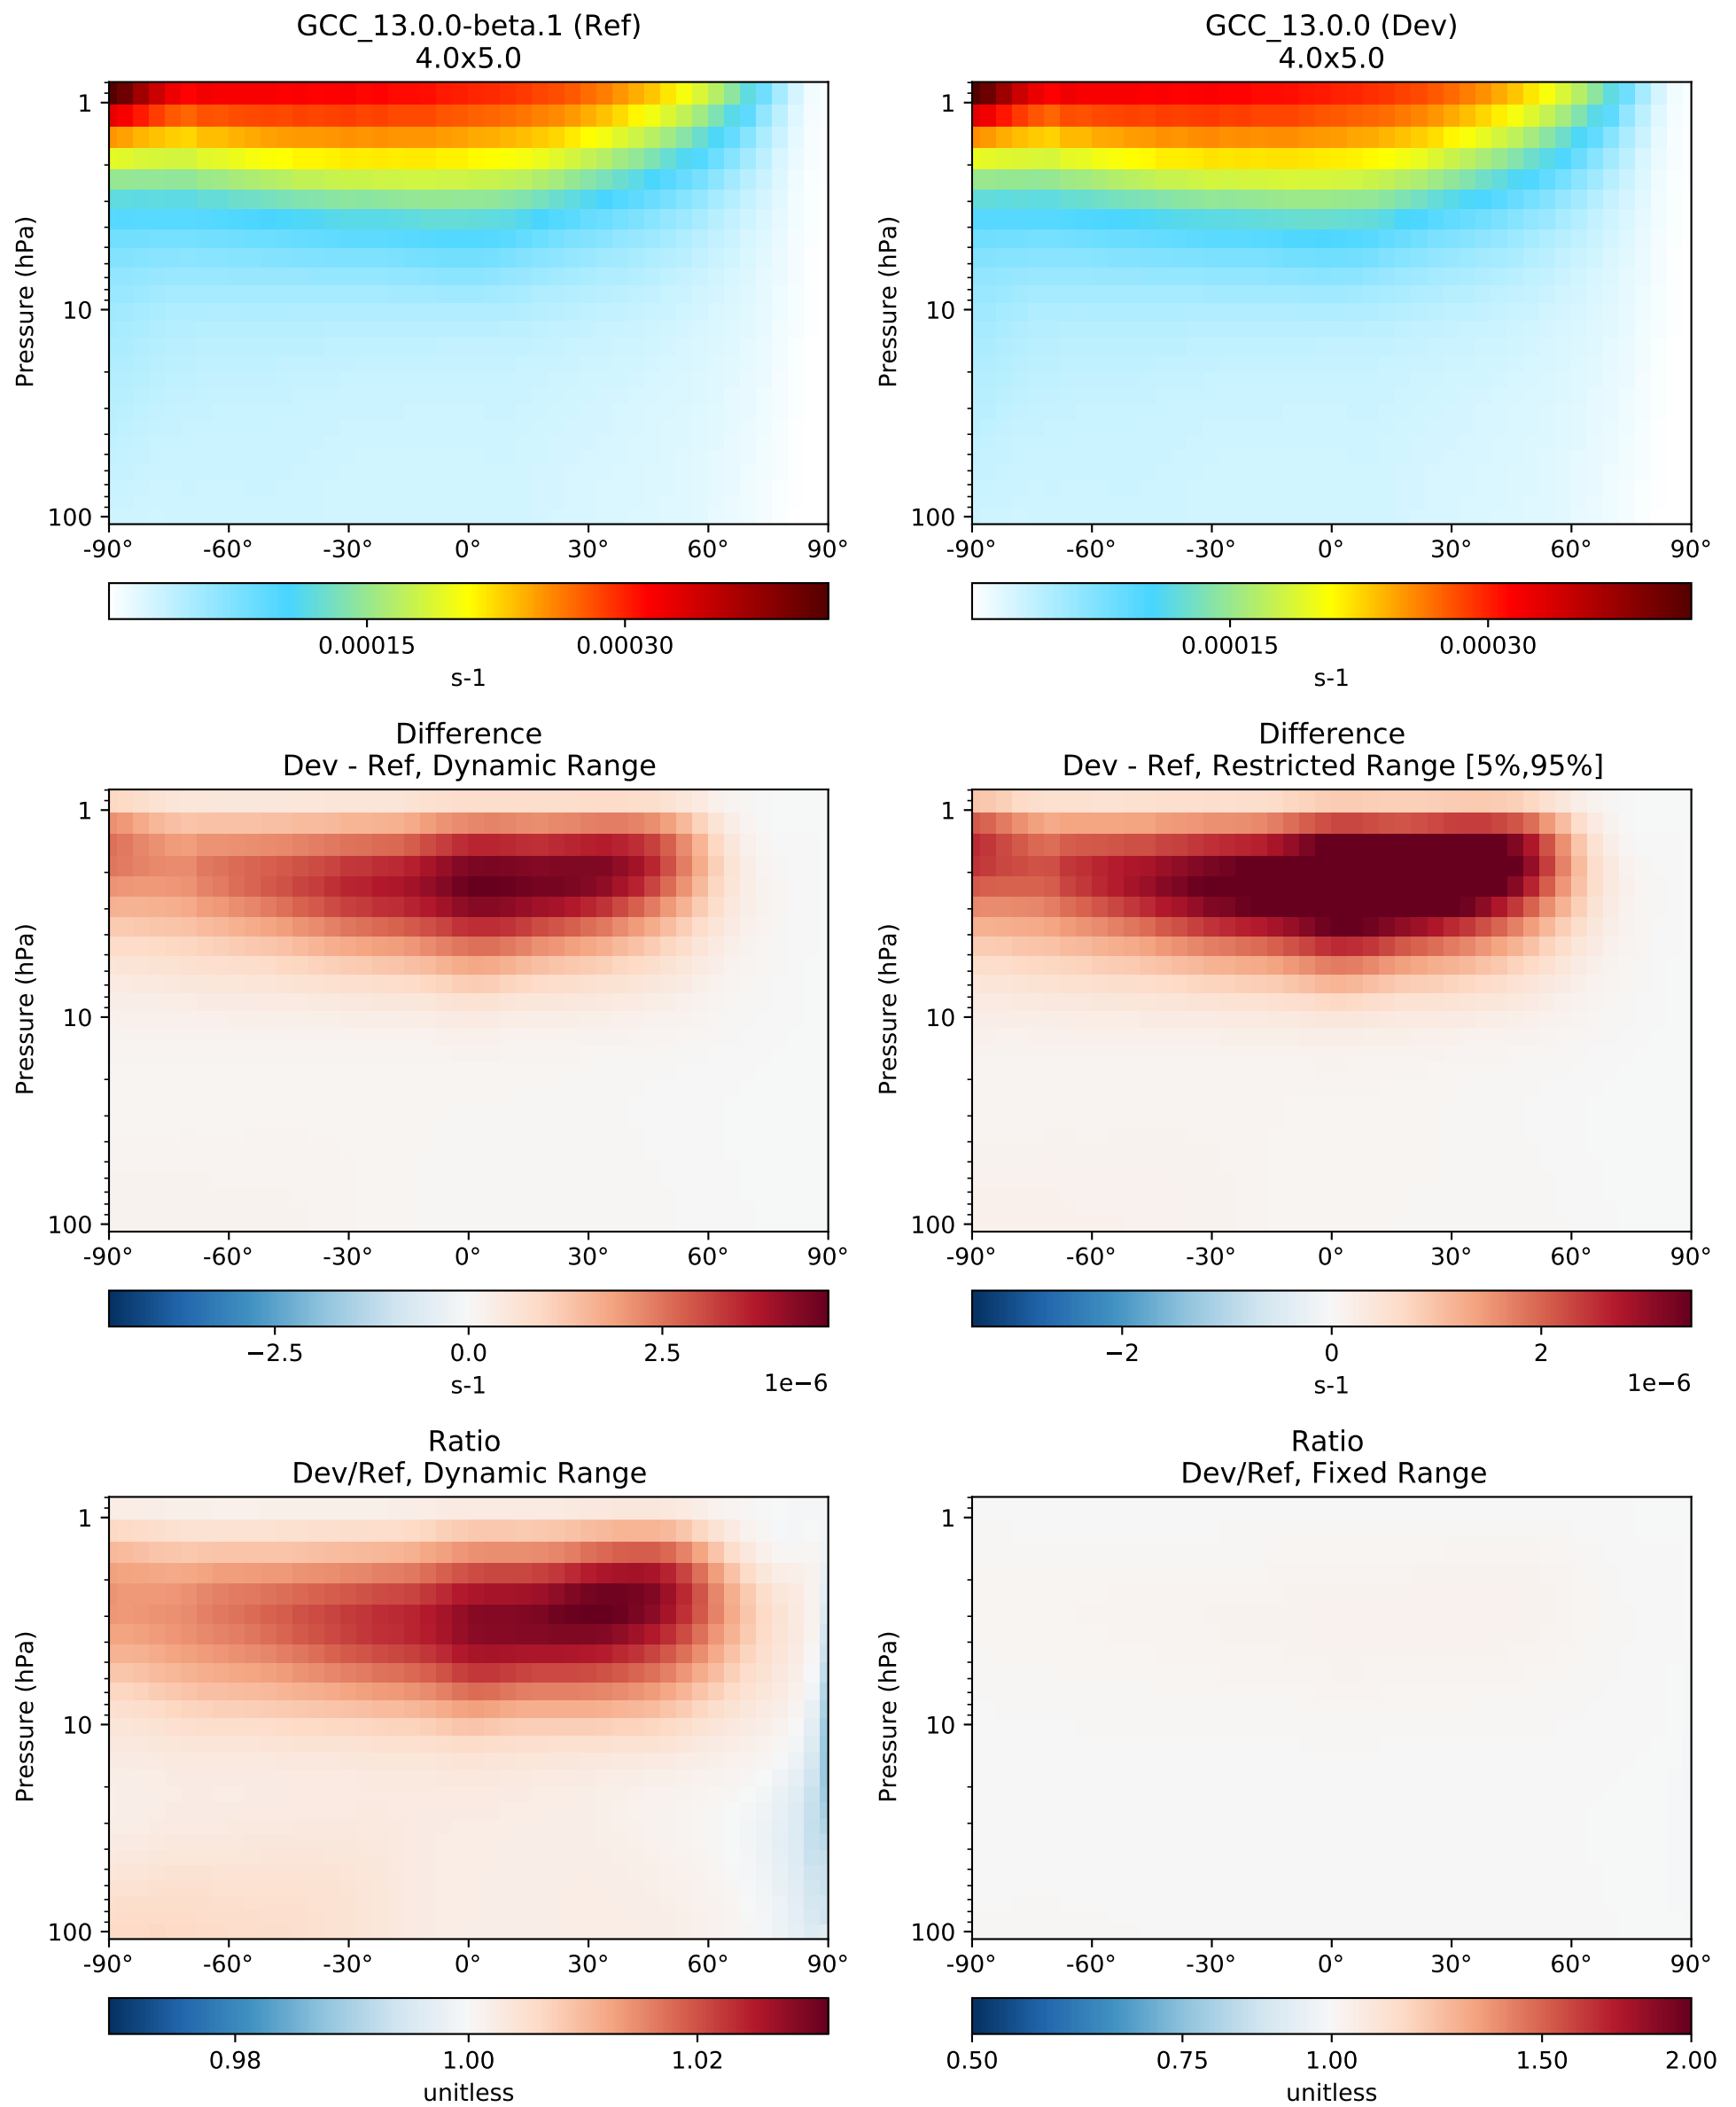 GCC_13.0.0-beta.1 (Ref)
4.0x5.0
Pressure (hPa)
1
10
100
-90° -60° -30° 0° 30° 60° 90°
0.00015 0.00030
s-1
GCC_13.0.0 (Dev)
4.0x5.0
Pressure (hPa)
1
10
100
-90° -60° -30° 0° 30° 60° 90°
0.00015 0.00030
s-1
Difference
Dev - Ref, Dynamic Range
Pressure (hPa)
1
10
100
-90° -60° -30° 0° 30° 60° 90°
−2.5 0.0 2.5
s-1
1e−6
Difference
Dev - Ref, Restricted Range [5%,95%]
Pressure (hPa)
1
10
100
-90° -60° -30° 0° 30° 60° 90°
−2 0 2
s-1
1e−6
Ratio
Dev/Ref, Dynamic Range
Pressure (hPa)
1
10
100
-90° -60° -30° 0° 30° 60° 90°
0.98 1.00 1.02
unitless
Ratio
Dev/Ref, Fixed Range
Pressure (hPa)
1
10
100
-90° -60° -30° 0° 30° 60° 90°
0.50 0.75 1.00 1.50 2.00
unitless